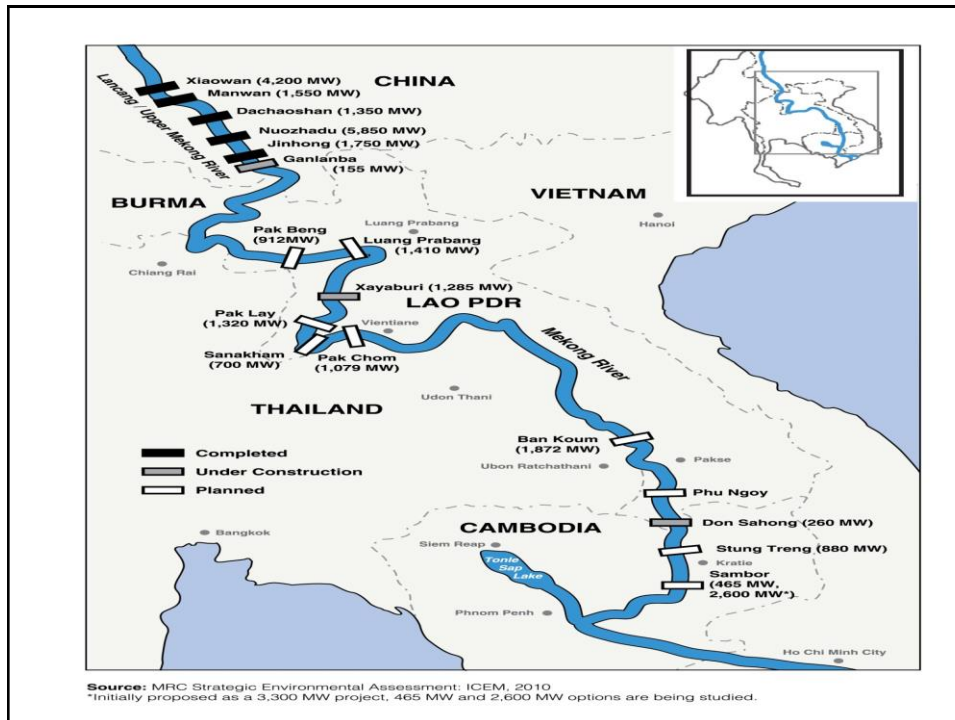 Xiaowan (4,200 MW)
CHINA
Manwan (1,550 MW)
Dachaoshan (1,350 MW)
Nuozhadu (5,850 MW)
Jinhong (1,750 MW)
Ganlanba
(155 MW)
Lancang / Upper Mekong River
BURMA
VIETNAM
Hanoi
Luang Prabang
Pak Beng
(912MW)
Luang Prabang
(1,410 MW)
Chiang Rai
Xayaburi (1,285 MW)
LAO PDR
Pak Lay
(1,320 MW)
Vientiane
Sanakham
(700 MW)
Pak Chom
(1,079 MW)
Mekong River
Udon Thani
THAILAND
Ban Koum
(1,872 MW)
Completed
Under Construction
Planned
Ubon Ratchathani
Pakse
Phu Ngoy
CAMBODIA
Don Sahong (260 MW)
Bangkok
Siem Reap
Stung Treng (880 MW)
Tonle
Sap
Lake
Kratie
Sambor
(465 MW,
2,600 MW*)
Phnom Penh
Ho Chi Minh City
Source: MRC Strategic Environmental Assessment: ICEM, 2010
*Initially proposed as a 3,300 MW project, 465 MW and 2,600 MW options are being studied.